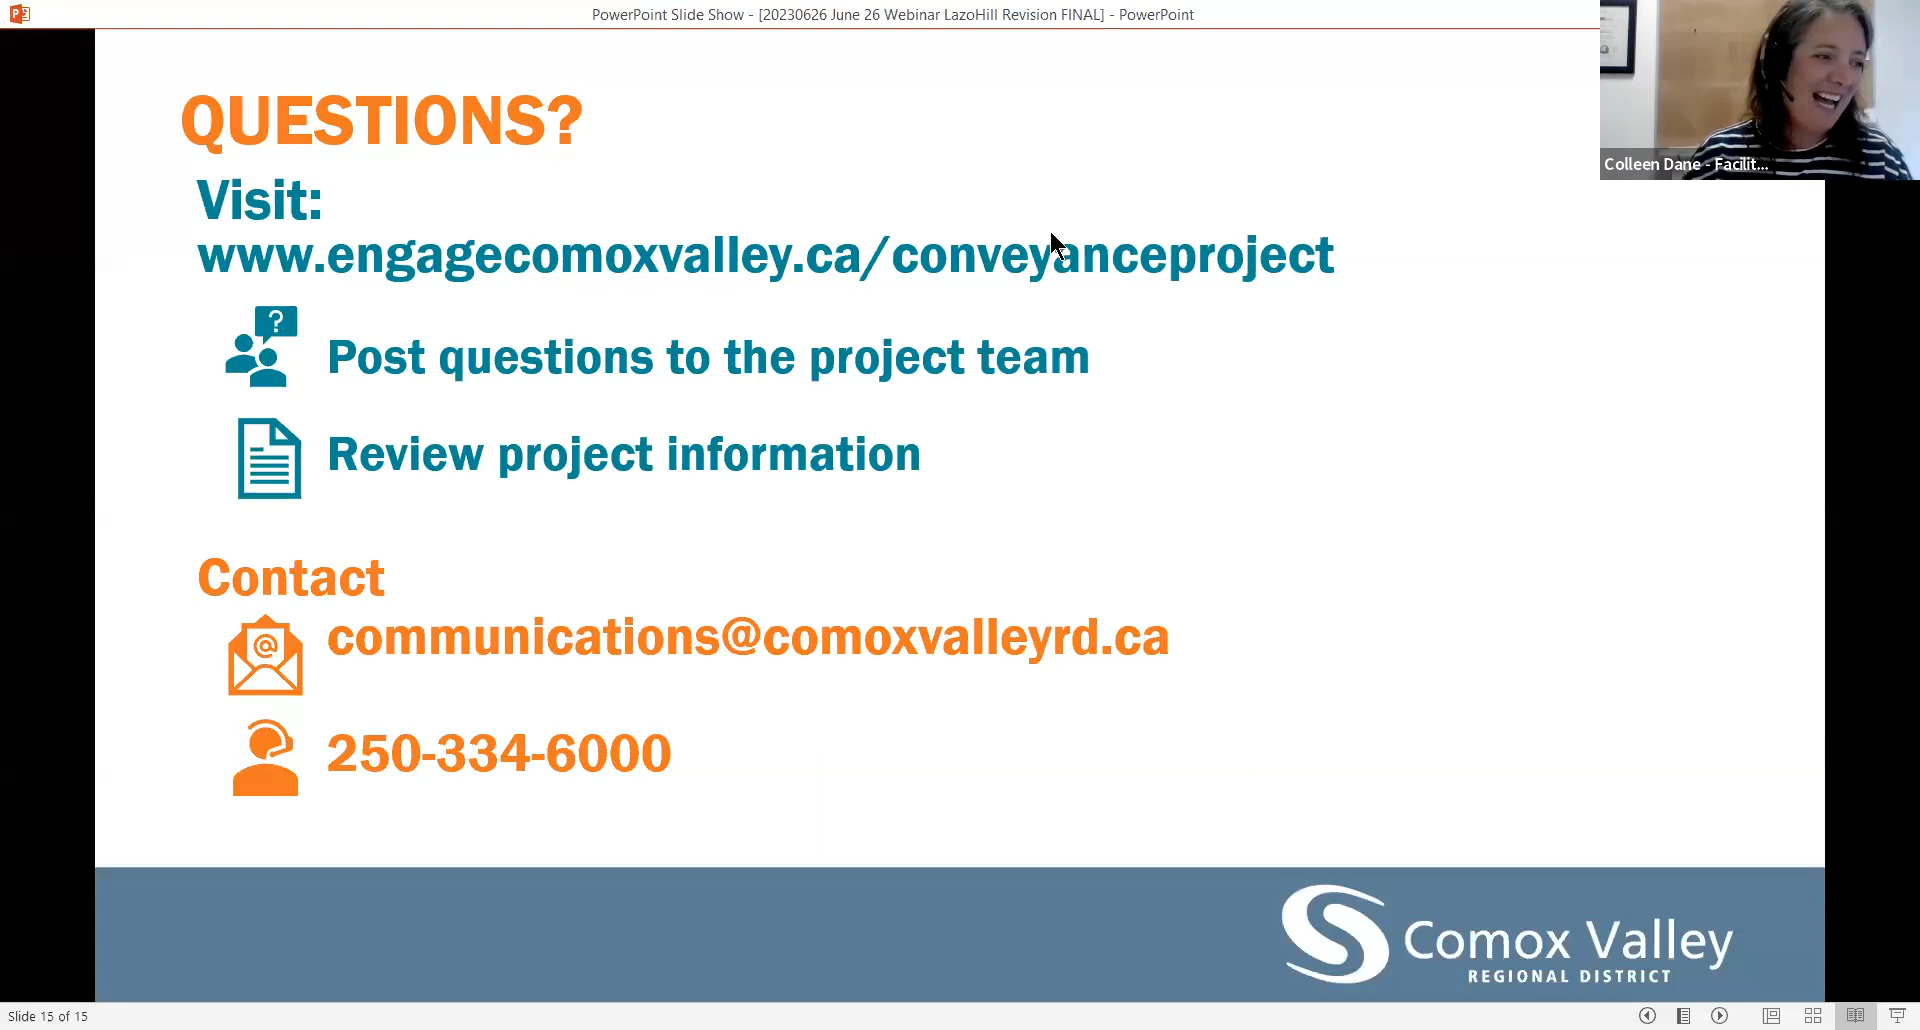 PowerPoint Slide Show - [20230626 June 26 Webinar LazoHill Revision FINAL] - PowerPoint
Colleen Dane - Facilit...
QUESTIONS?
Visit:
www.engagecomoxvalley.ca/conveyanceproject
?
Post questions to the project team
Review project information
Contact
@
communications@comoxvalleyrd.ca
250-334-6000
Comox Valley
REGIONAL DISTRICT
Slide 15 of 15